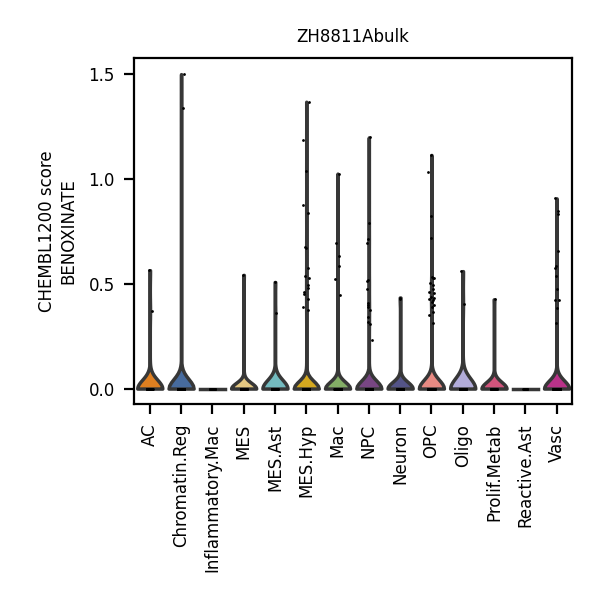 ZH8811Abulk
CHEMBL1200 score
BENOXINATE
1.5
1.0
0.5
0.0
AC
Chromatin.Reg
Inflammatory.Mac
MES
MES.Ast
MES.Hyp
Mac
NPC
Neuron
OPC
Oligo
Prolif.Metab
Reactive.Ast
Vasc